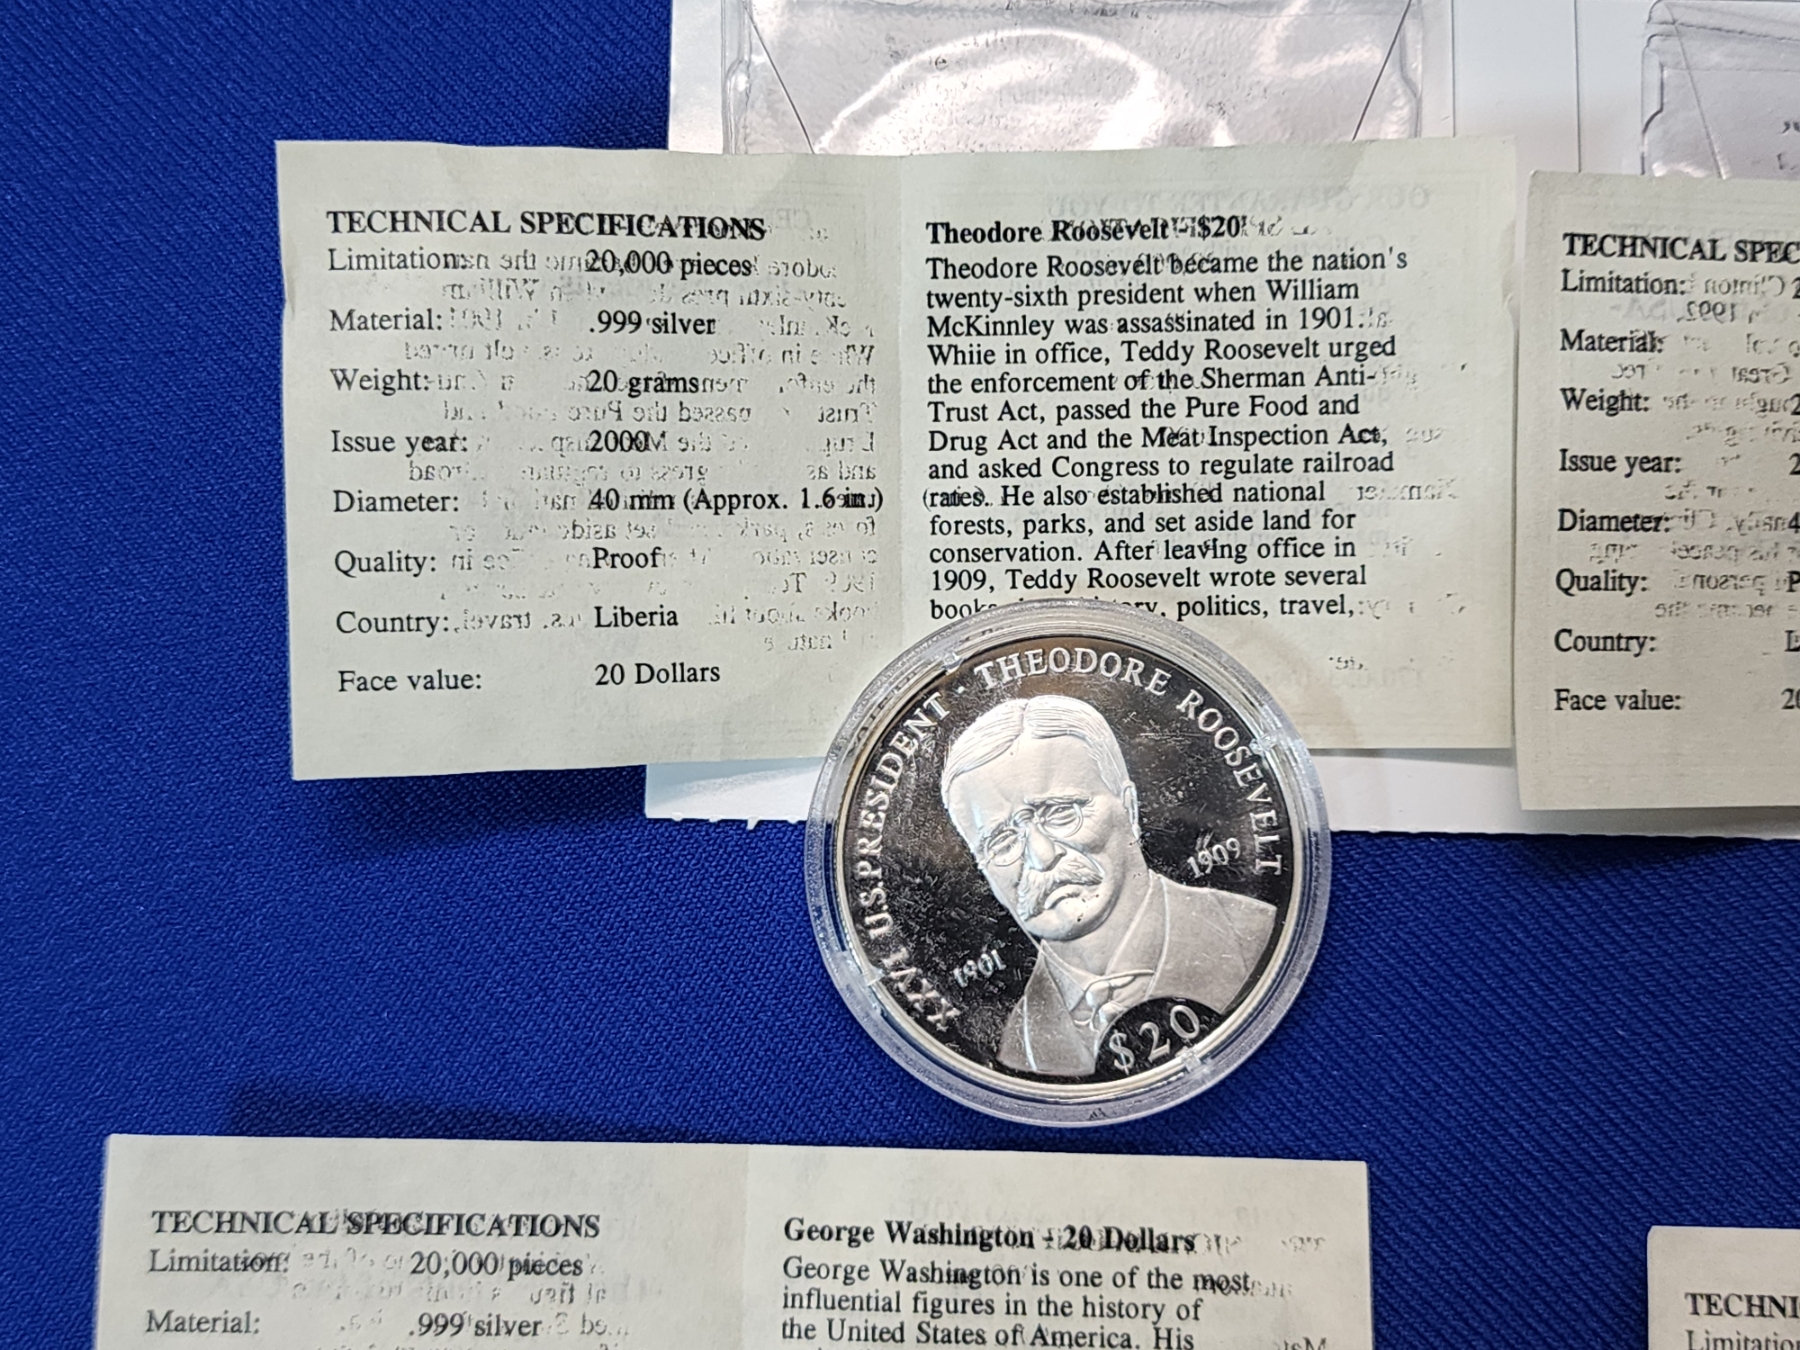 TECHNICAL SPECIFICATIONS
Limitation: 20,000 pieces
Material: .999 silver
Weight: 20 grams
Issue year: 2000
Diameter: 40 mm (Approx. 1.6 in.)
Quality: Proof
Country: Liberia
Face value: 20 Dollars
Theodore Roosevelt - $20
Theodore Roosevelt became the nation's
twenty-sixth president when William
McKinnley was assassinated in 1901.
Whiie in office, Teddy Roosevelt urged
the enforcement of the Sherman Anti-
Trust Act, passed the Pure Food and
Drug Act and the Meat Inspection Act,
and asked Congress to regulate railroad
rates. He also established national
forests, parks, and set aside land for
conservation. After leaving office in
1909, Teddy Roosevelt wrote several
politics, travel,
TECHNICAL SPEC
Limitation:
Material:
Weight:
Issue year:
Diameter:
Quality:
Country:
Face value:
XXVI U.S.PRESIDENT · THEODORE ROOSEVELT
1901
1909
$20
TECHNICAL SPECIFICATIONS
Limitation: 20,000 pieces
Material: .999 silver
George Washington - 20 Dollars
George Washington is one of the most
influential figures in the history of
the United States of America. His
TECHNI
Limitation